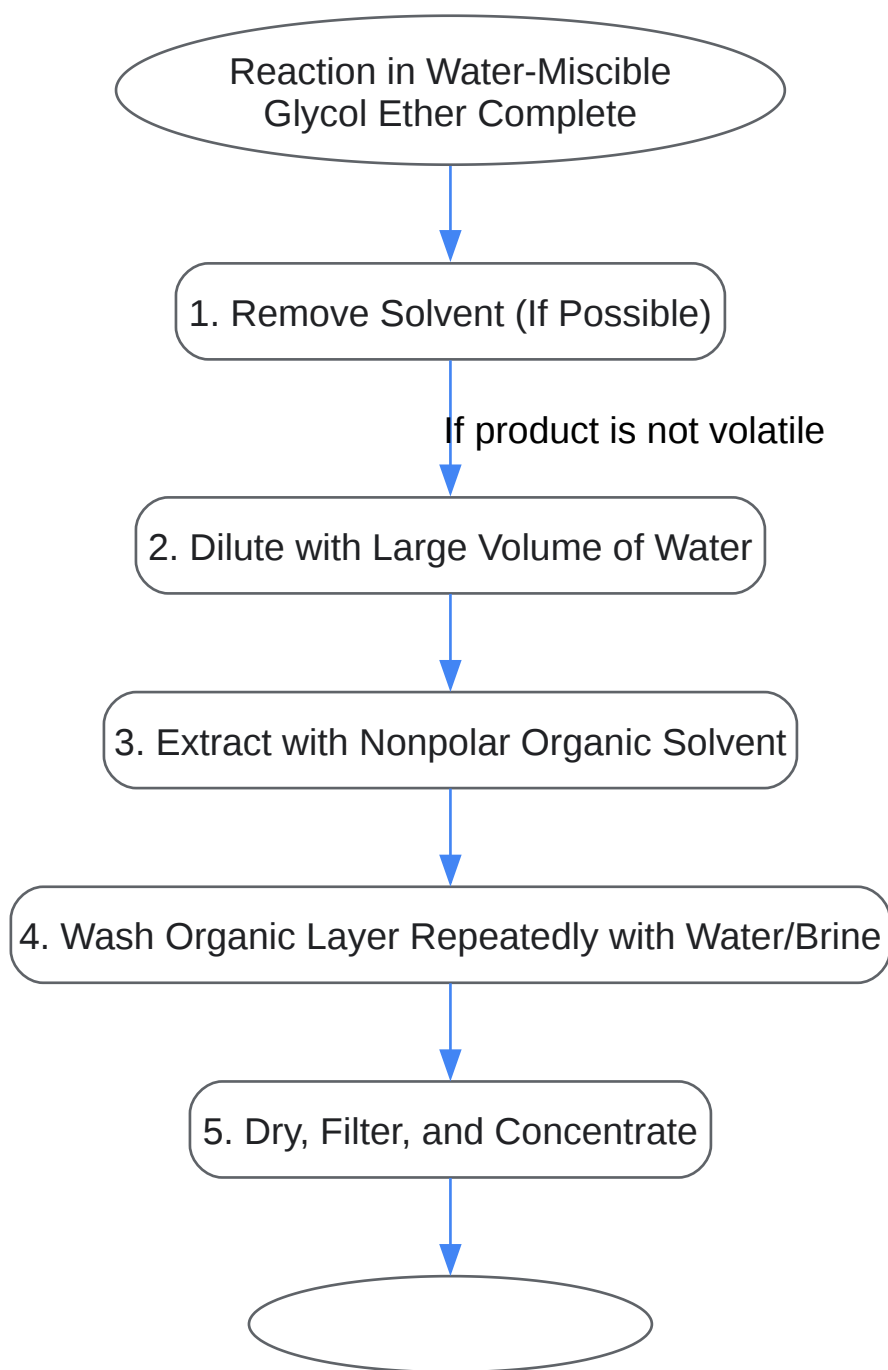 Reaction in Water-Miscible
Glycol Ether Complete
1. Remove Solvent (If Possible)
If product is not volatile
2. Dilute with Large Volume of Water
3. Extract with Nonpolar Organic Solvent
4. Wash Organic Layer Repeatedly with Water/Brine
5. Dry, Filter, and Concentrate